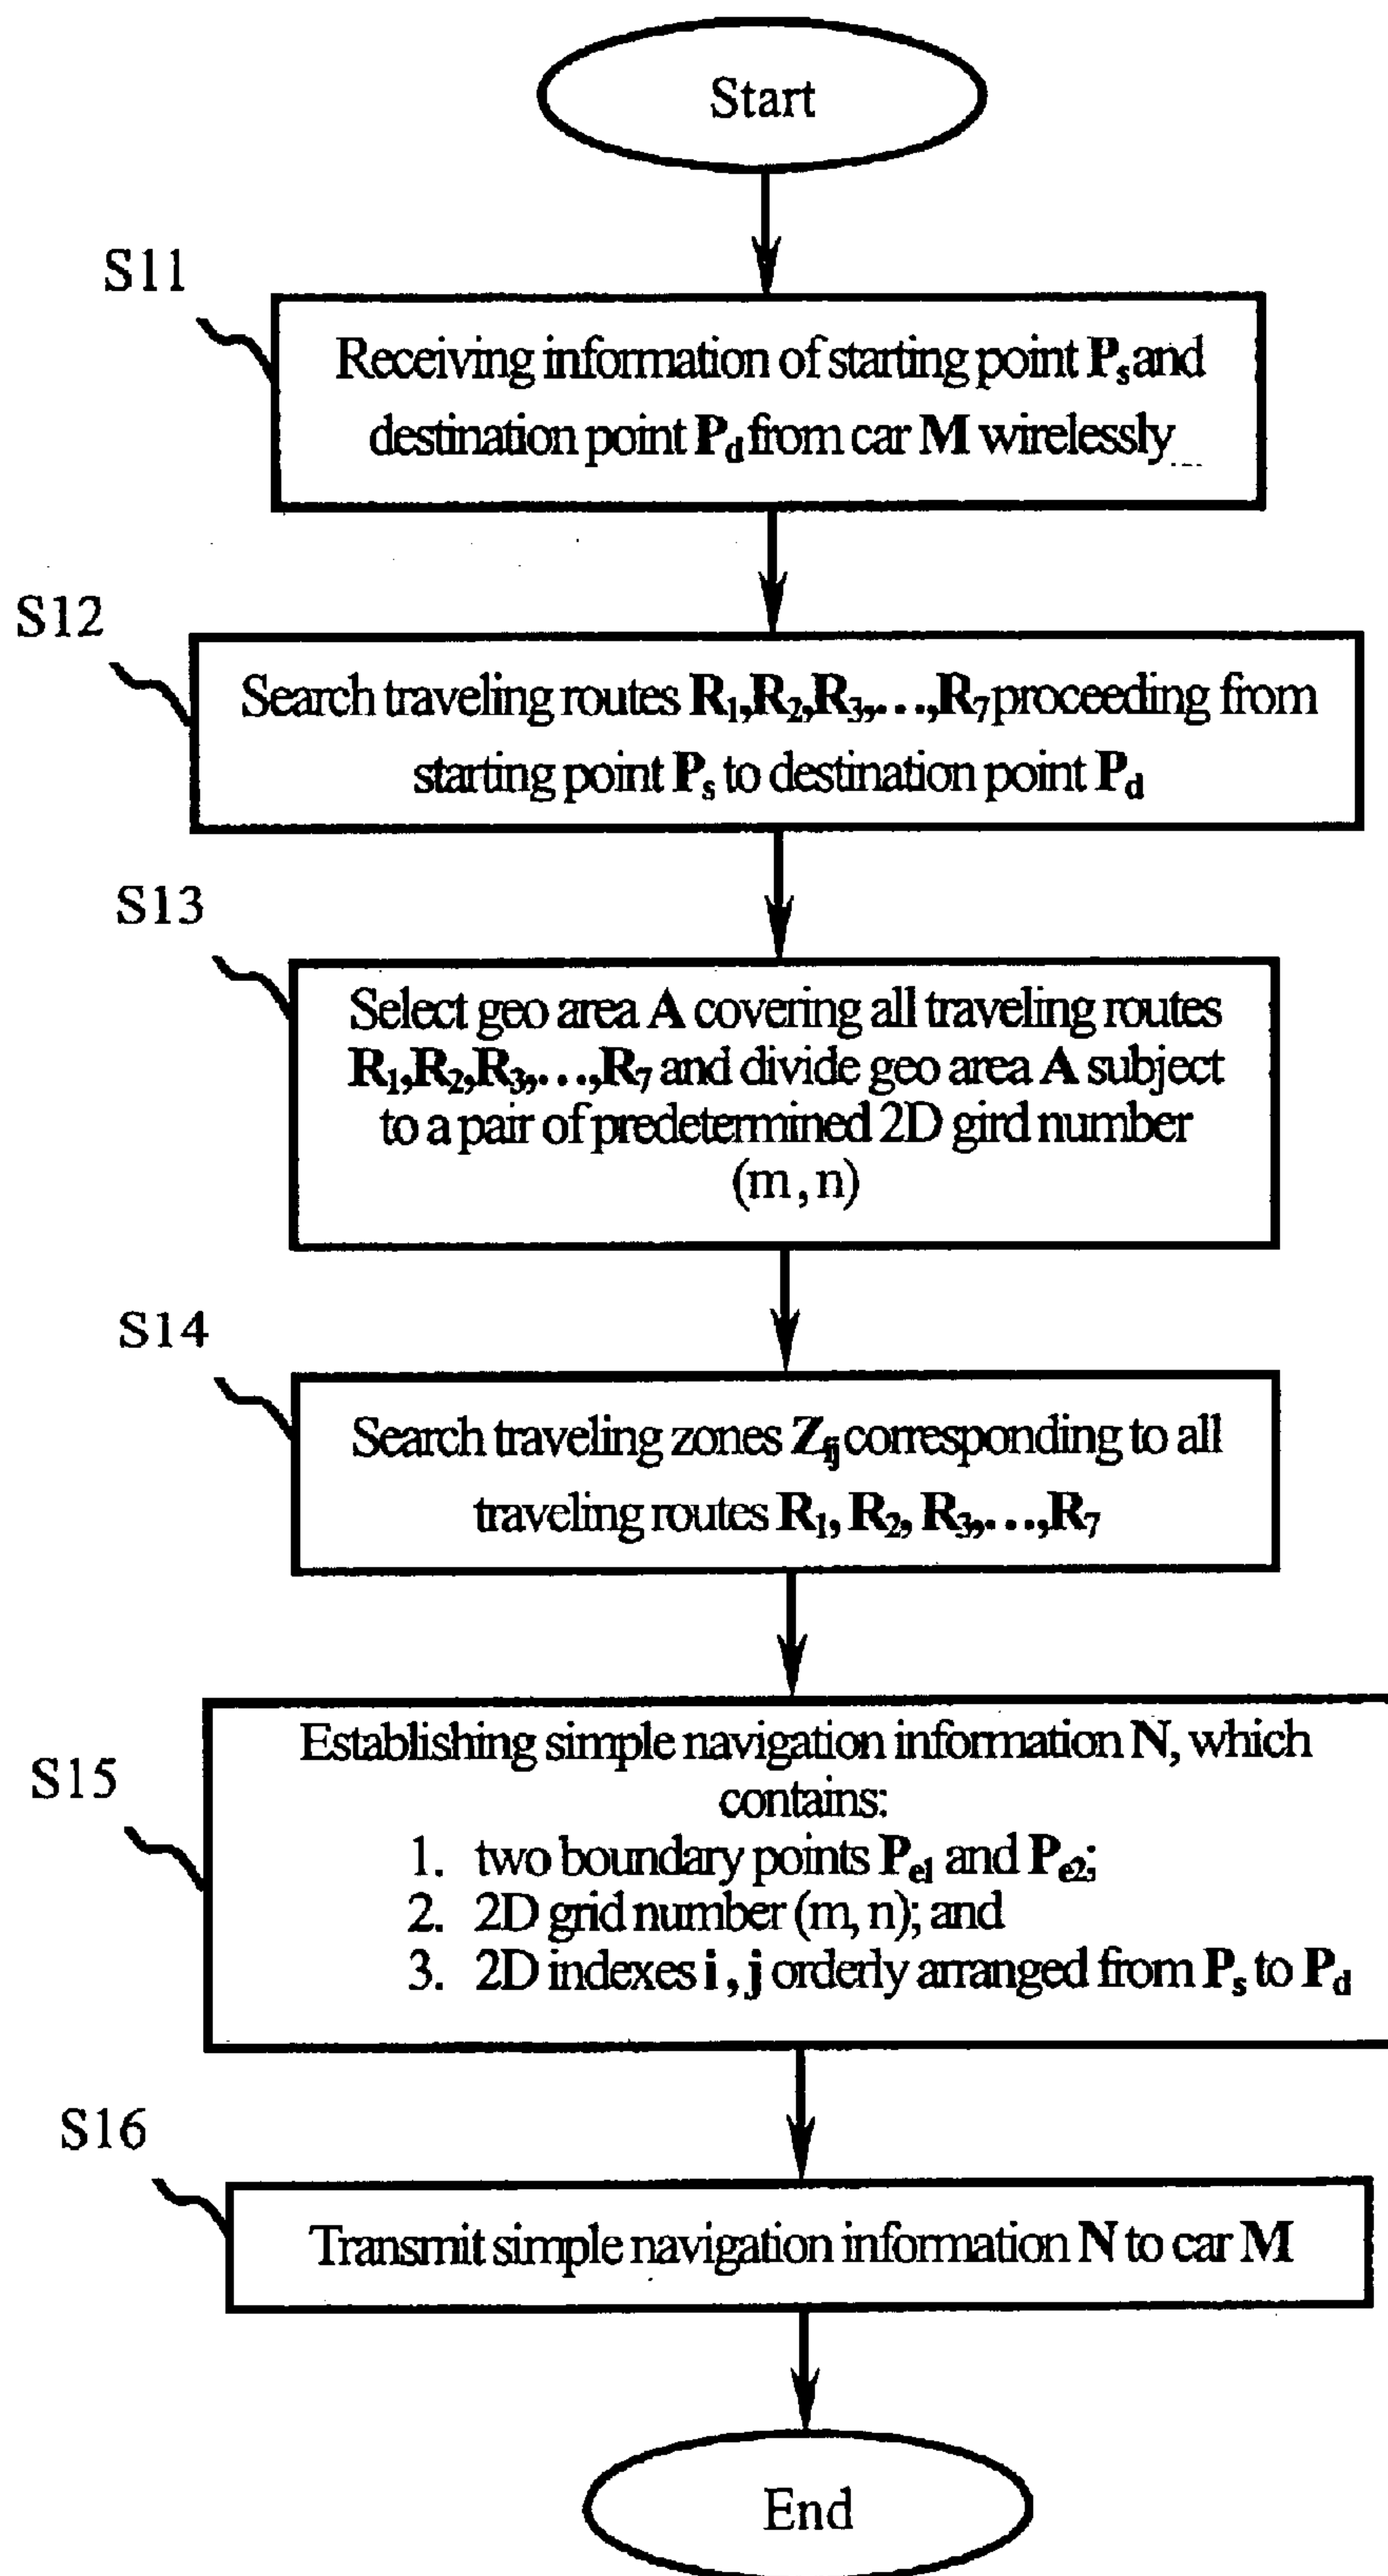 Start
S11
Receiving information of starting point Ps and
destination point Pd from car M wirelessly
S12
Search traveling routes R1,R2,R3,...,R7 proceeding from
starting point Ps to destination point Pd
S13
Select geo area A covering all traveling routes
R1,R2,R3,...,R7 and divide geo area A subject
to a pair of predetermined 2D gird number
(m , n)
S14
Search traveling zones Zij corresponding to all
traveling routes R1, R2, R3,...,R7
S15
Establishing simple navigation information N, which
contains:
1. two boundary points Pe1 and Pe2;
2. 2D grid number (m, n); and
3. 2D indexes i , j orderly arranged from Ps to Pd
S16
Transmit simple navigation information N to car M
End